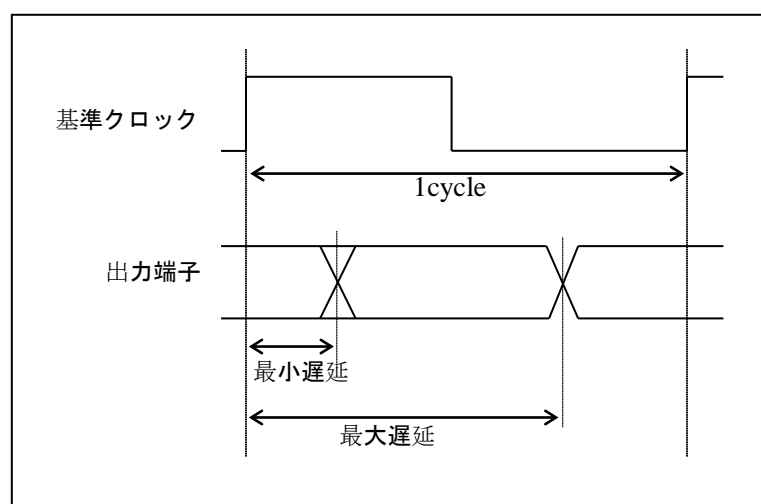 基準クロック
1cycle
出力端子
最小遅延
最大遅延